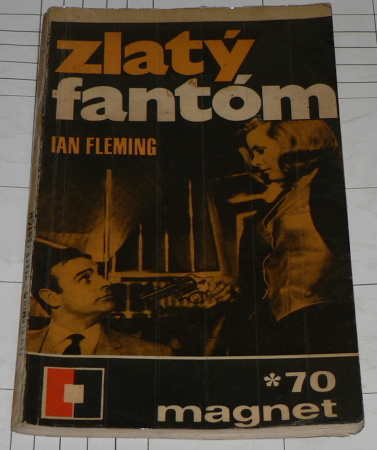 zlatý
fantóm
IAN FLEMING
*70
magnet